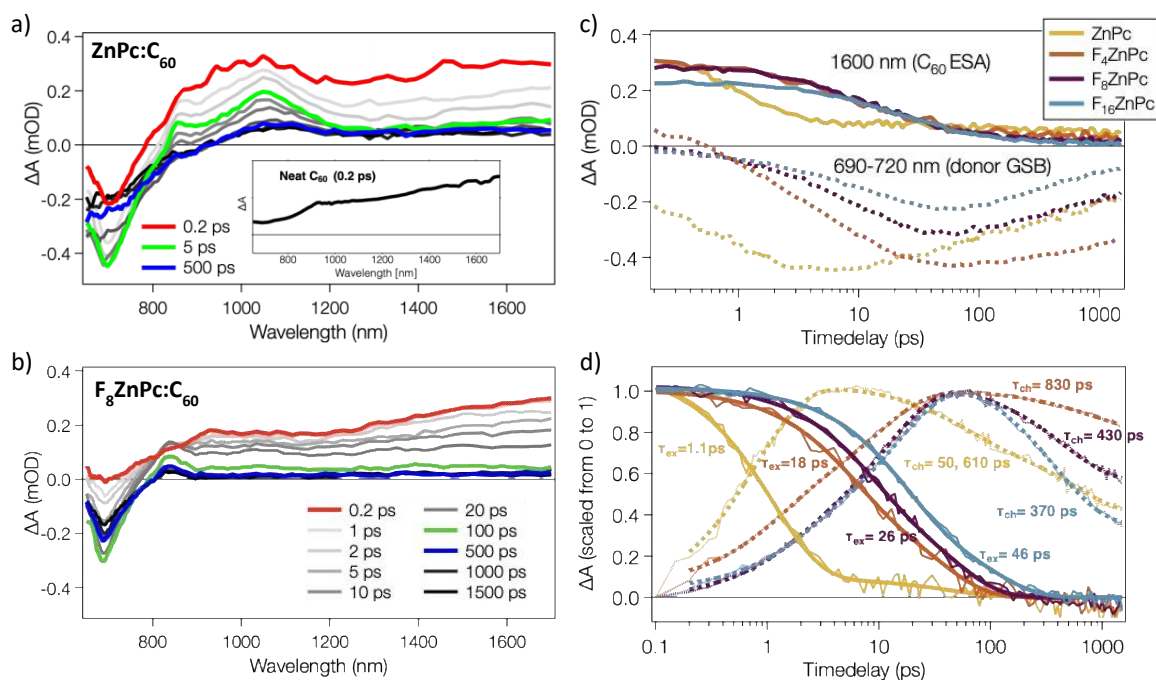 a)
ZnPc:C60
0.4
0.2
0.0
-0.2
-0.4
ΔA (mOD)
0.2 ps
5 ps
500 ps
Neat C60 (0.2 ps)
ΔA
800 1000 1200 1400 1600
Wavelength [nm]
800 1000 1200 1400 1600
Wavelength (nm)
b)
F8ZnPc:C60
0.4
0.2
0.0
-0.2
-0.4
ΔA (mOD)
0.2 ps
1 ps
2 ps
5 ps
10 ps
20 ps
100 ps
500 ps
1000 ps
1500 ps
800 1000 1200 1400 1600
Wavelength (nm)
c)
0.4
0.2
0.0
-0.2
-0.4
ΔA (mOD)
1600 nm (C60 ESA)
690-720 nm (donor GSB)
ZnPc
F4ZnPc
F8ZnPc
F16ZnPc
1 10 100 1000
Timedelay (ps)
d)
1.0
0.8
0.6
0.4
0.2
0.0
ΔA (scaled from 0 to 1)
τch= 830 ps
τch= 430 ps
τch= 50, 610 ps
τch= 370 ps
τex= 1.1ps
τex= 18 ps
τex= 26 ps
τex= 46 ps
0.1 1 10 100 1000
Timedelay (ps)